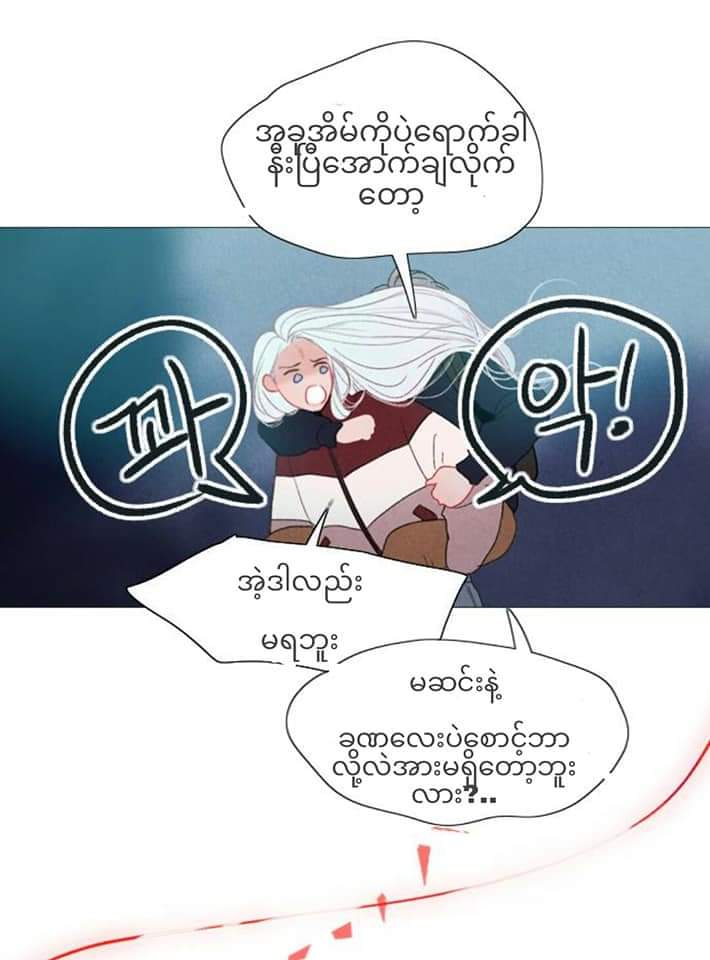 အခုအိမ်ကိုပဲရောက်ခါ
နီးပြီအောက်ချလိုက်
တော့
꽈
악!
အဲ့ဒါလည်း
မရဘူး
မဆင်းနဲ့
ခဏလေးပဲစောင့်ဘာ
လို့လဲအားမရှိတော့ဘူး
လား?..